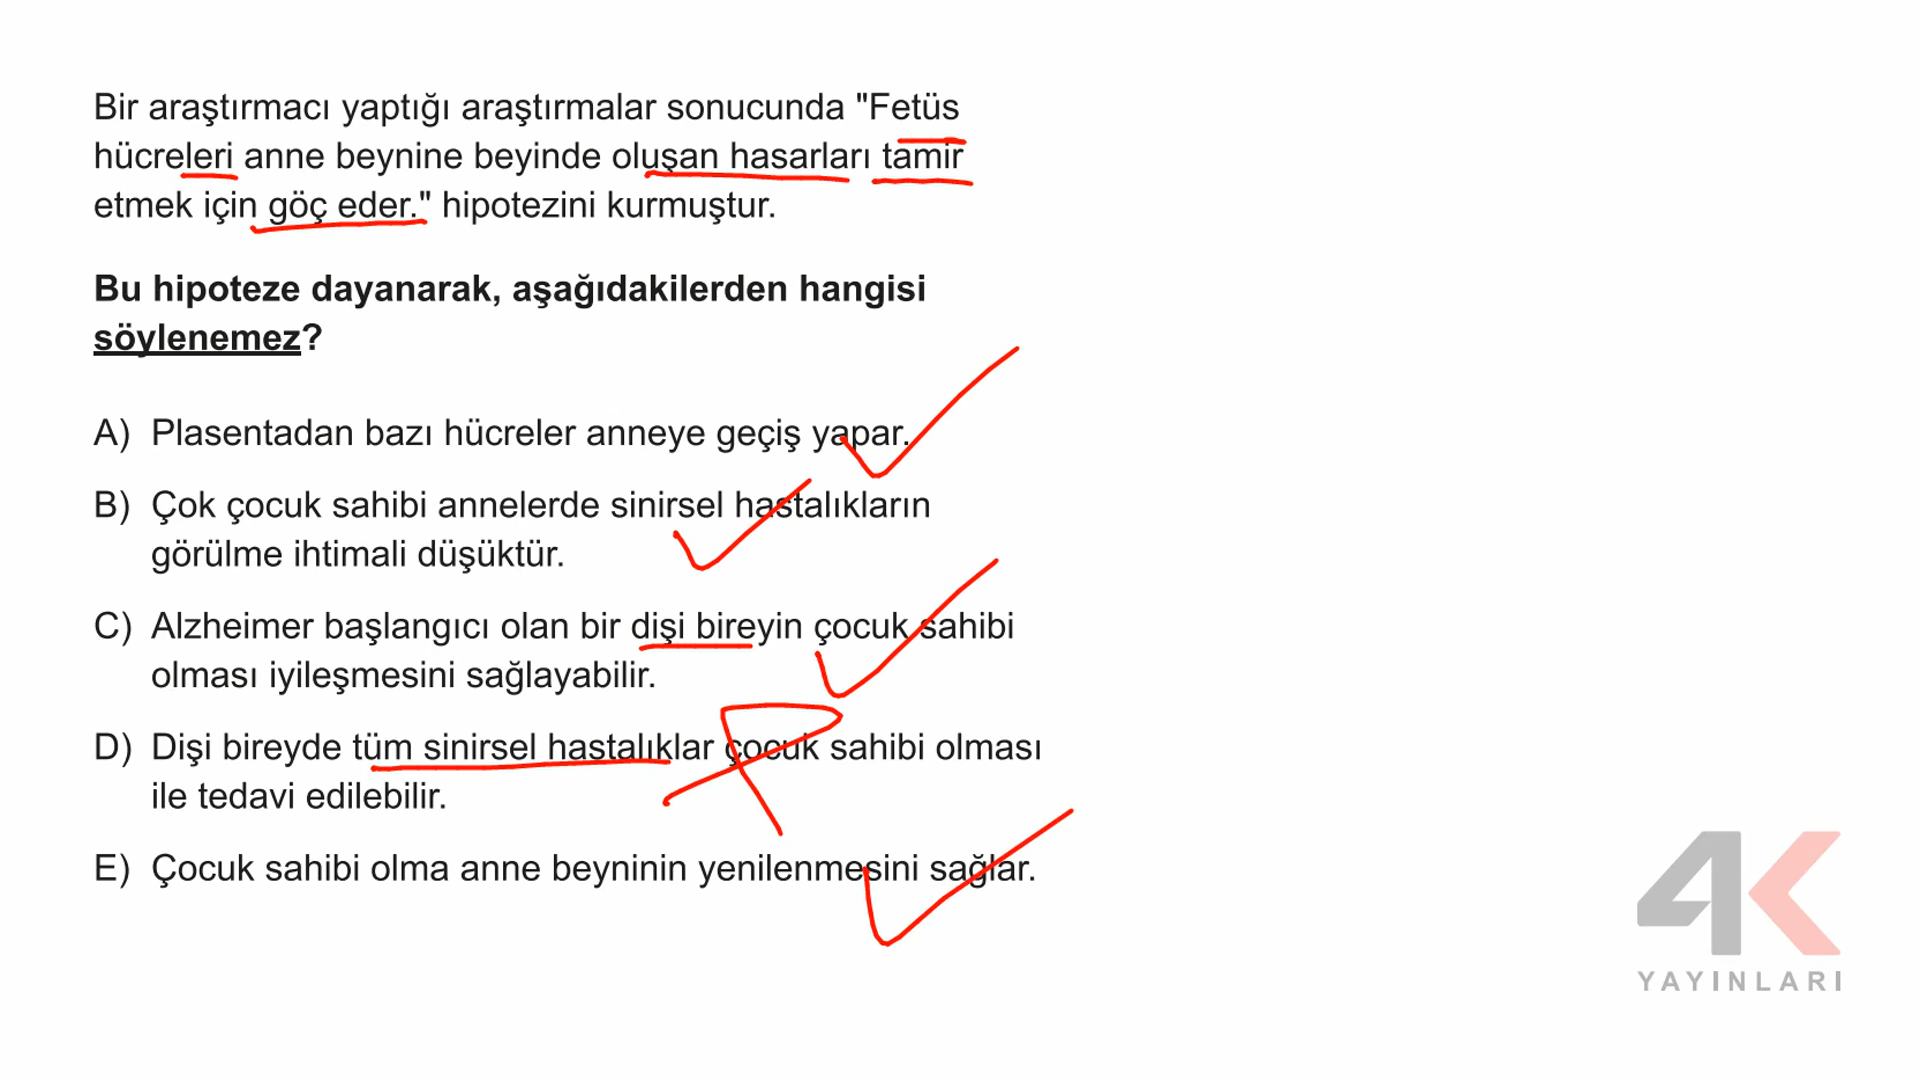 Bir araştırmacı yaptığı araştırmalar sonucunda "Fetüs
hücreleri anne beynine beyinde oluşan hasarları tamir
etmek için göç eder." hipotezini kurmuştur.
Bu hipoteze dayanarak, aşağıdakilerden hangisi
söylenemez?
A) Plasentadan bazı hücreler anneye geçiş yapar.
B) Çok çocuk sahibi annelerde sinirsel hastalıkların
görülme ihtimali düşüktür.
C) Alzheimer başlangıcı olan bir dişi bireyin çocuk sahibi
olması iyileşmesini sağlayabilir.
D) Dişi bireyde tüm sinirsel hastalıklar çocuk sahibi olması
ile tedavi edilebilir.
E) Çocuk sahibi olma anne beyninin yenilenmesini sağlar.
4K
YAYINLARI